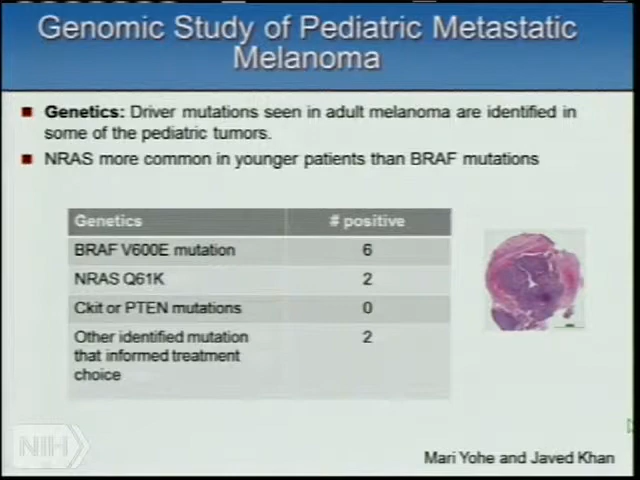 Genomic Study of Pediatric Metastatic
Melanoma
Genetics: Driver mutations seen in adult melanoma are identified in
some of the pediatric tumors.
NRAS more common in younger patients than BRAF mutations
Genetics # positive
BRAF V600E mutation 6
NRAS Q61K 2
Ckit or PTEN mutations 0
Other identified mutation 2
that informed treatment
choice
NIH
Mari Yohe and Javed Khan